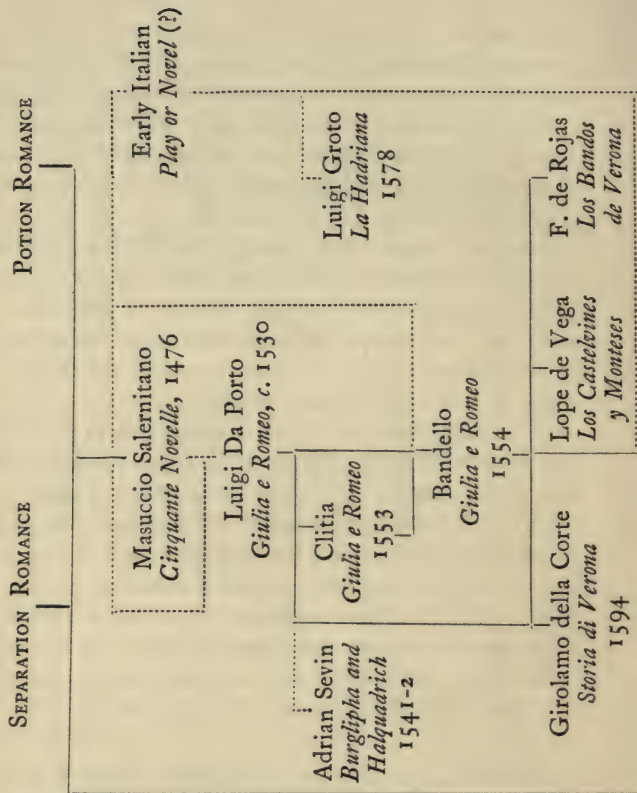 SEPARATION ROMANCE
POTION ROMANCE
Masuccio Salernitano
Cinquante Novelle, 1476
Early Italian
Play or Novel (?)
Luigi Da Porto
Giulia e Romeo, c. 1530
Adrian Sevin
Burglipha and
Halquadrich
1541-2
Clitia
Giulia e Romeo
1553
Luigi Groto
La Hadriana
1578
Bandello
Giulia e Romeo
1554
Girolamo della Corte
Storia di Verona
1594
Lope de Vega
Los Castelvines
y Monteses
F. de Rojas
Los Bandos
de Verona